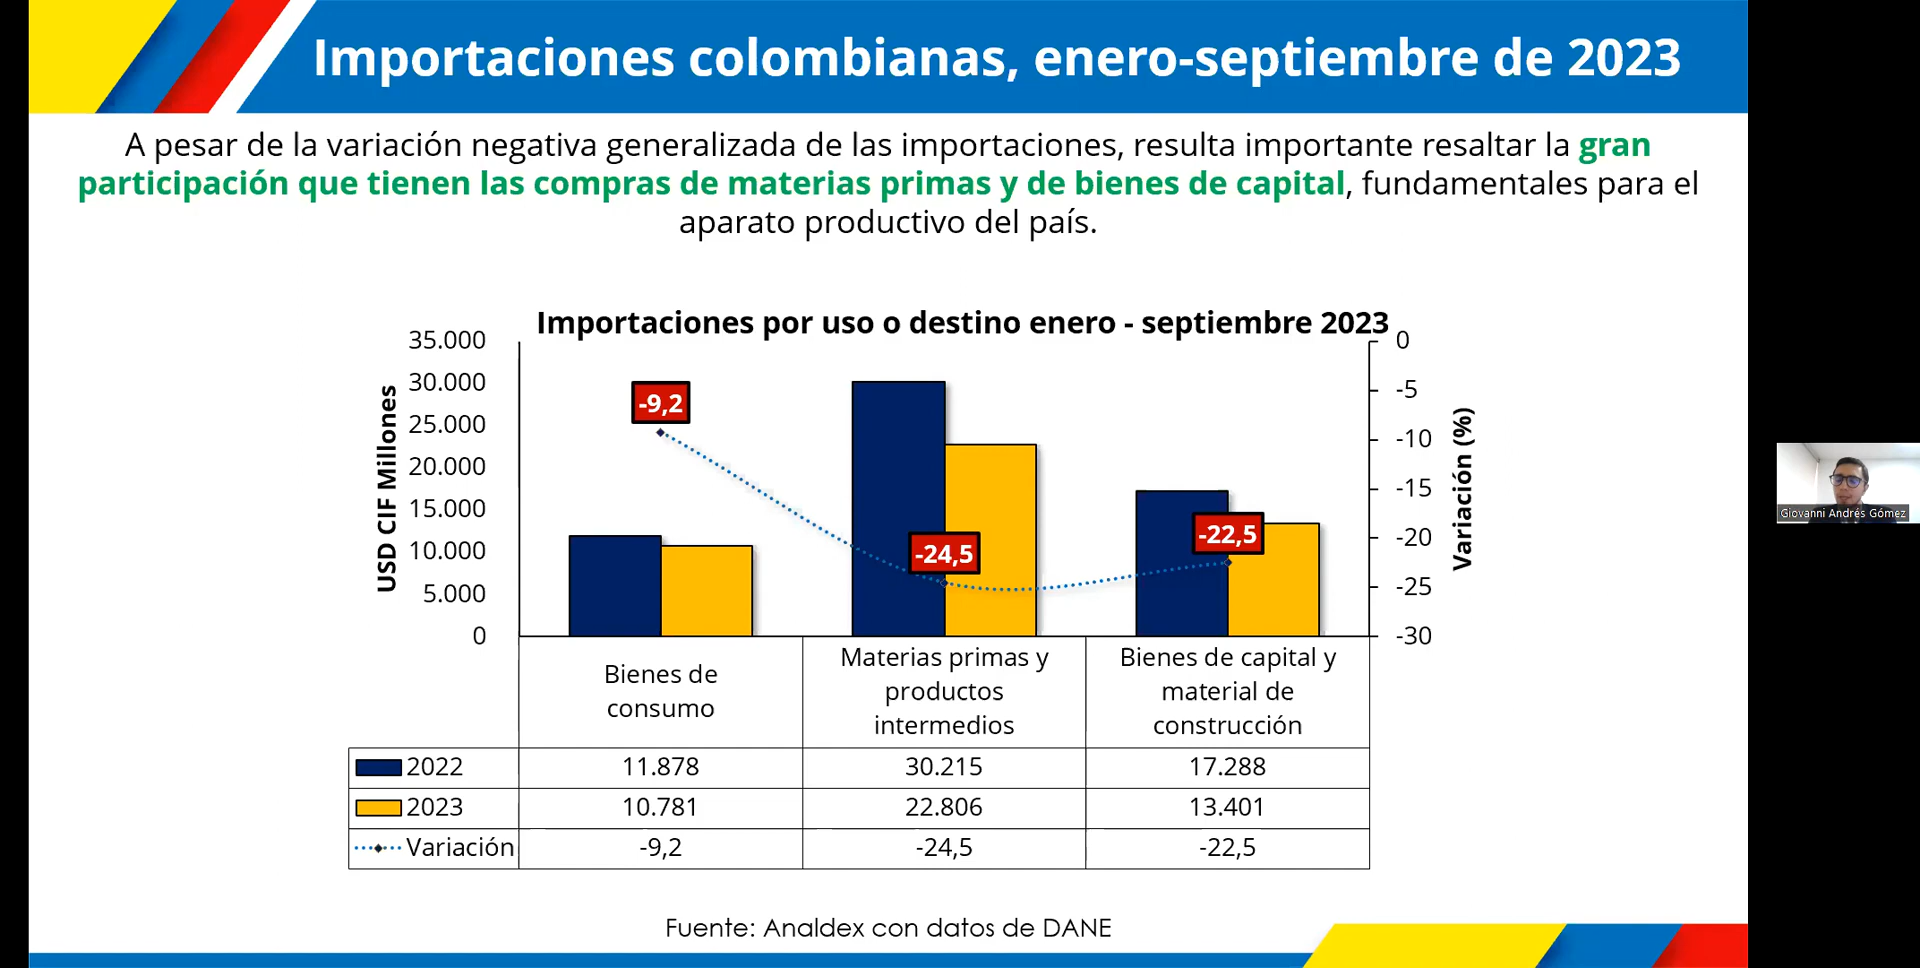 Importaciones colombianas, enero-septiembre de 2023
A pesar de la variación negativa generalizada de las importaciones, resulta importante resaltar la gran
participación que tienen las compras de materias primas y de bienes de capital, fundamentales para el
aparato productivo del país.
Importaciones por uso o destino enero - septiembre 2023
USD CIF Millones
35.000
30.000
25.000
20.000
15.000
10.000
5.000
0
-9,2
-24,5
-22,5
0
-5
-10
-15
-20
-25
-30
Variación (%)
Bienes de
consumo
Materias primas y
productos
intermedios
Bienes de capital y
material de
construcción
2022 11.878 30.215 17.288
2023 10.781 22.806 13.401
Variación -9,2 -24,5 -22,5
Fuente: Analdex con datos de DANE
Giovanni Andrés Gómez